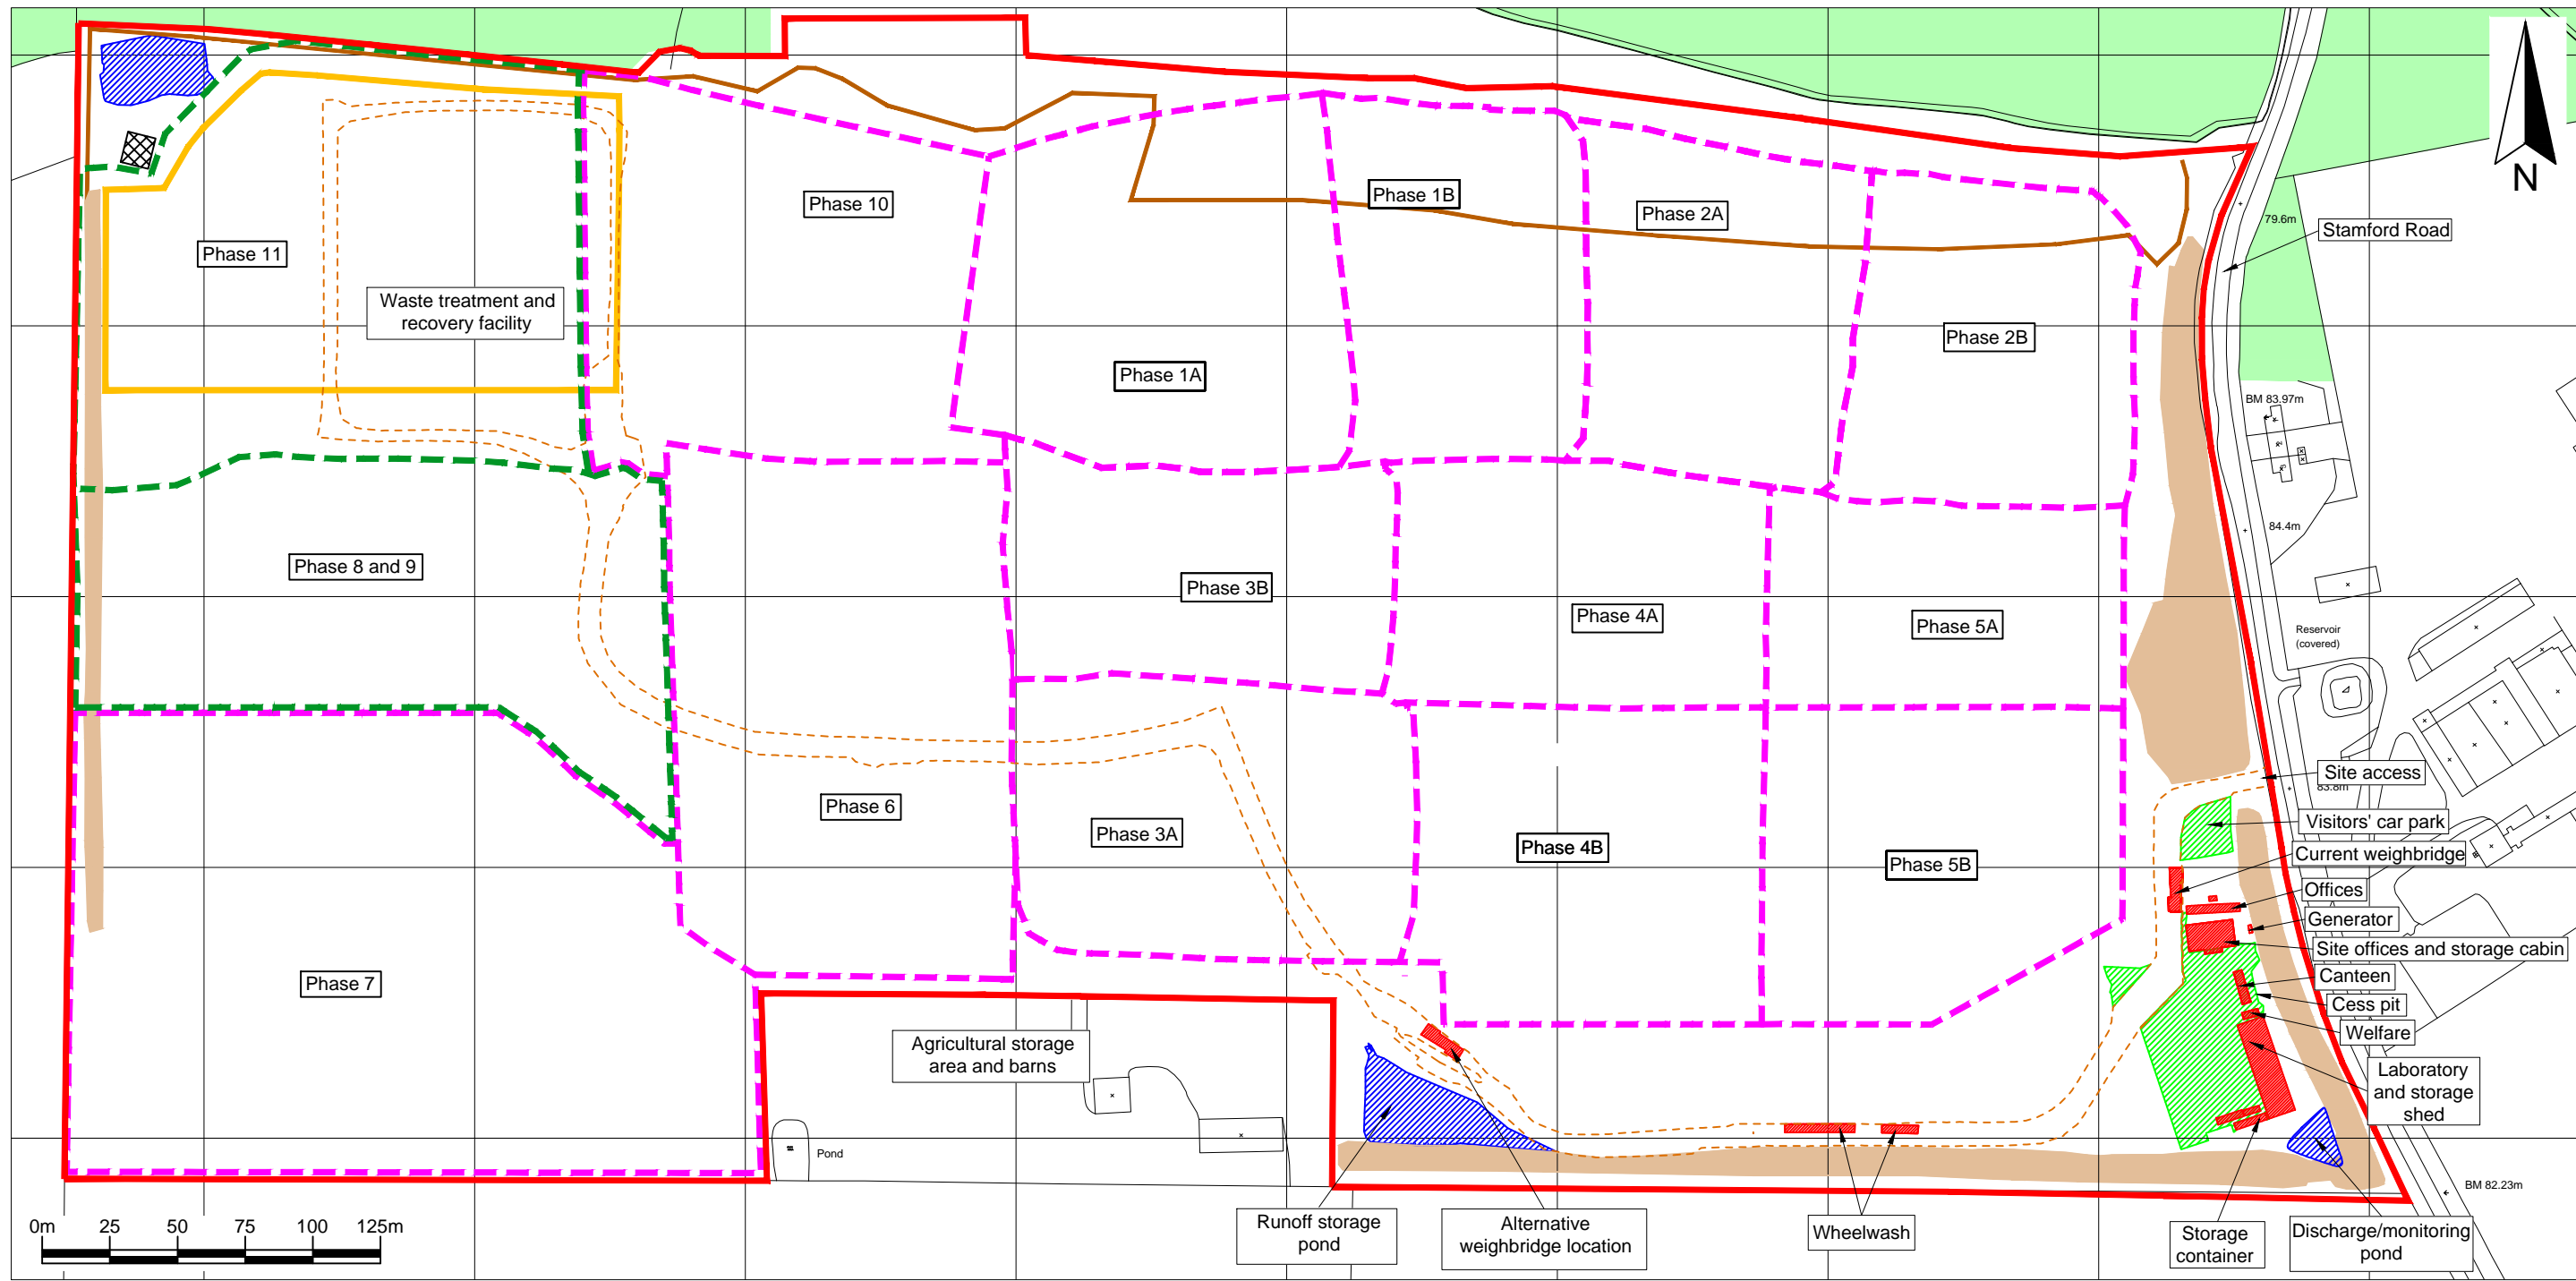 N
79.6m
Stamford Road
Phase 1B
Phase 10
Phase 2A
Phase 11
Waste treatment and
recovery facility
Phase 2B
Phase 1A
BM 83.97m
84.4m
Phase 8 and 9
Phase 3B
Phase 4A
Phase 5A
Reservoir
(covered)
Site access
83.8m
Phase 6
Visitors' car park
Phase 3A
Phase 4B
Current weighbridge
Phase 5B
Offices
Generator
Site offices and storage cabin
Phase 7
Canteen
Cess pit
Welfare
Agricultural storage
area and barns
Laboratory
and storage
shed
Pond
BM 82.23m
0m 25 50 75 100 125m
Runoff storage
pond
Alternative
weighbridge location
Wheelwash
Storage
container
Discharge/monitoring
pond